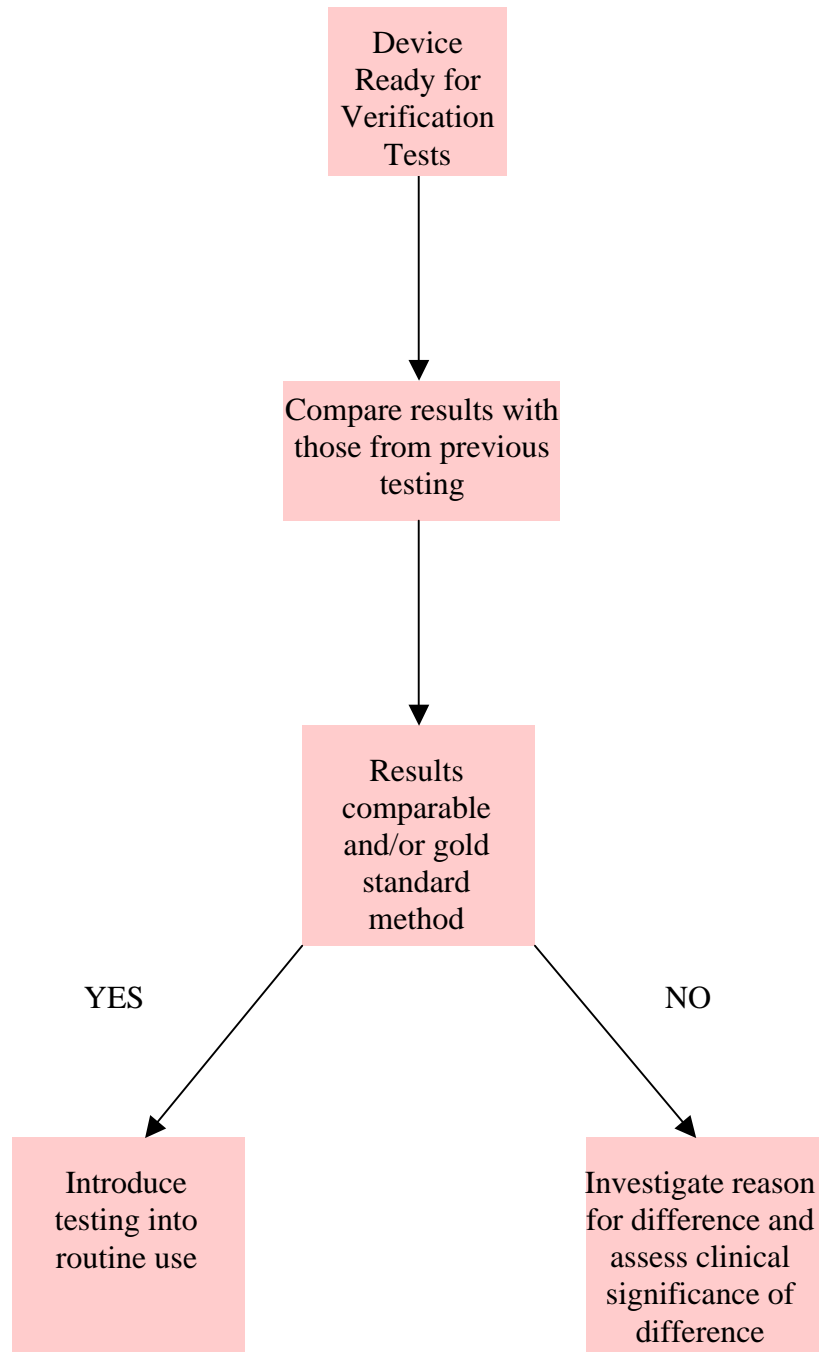 Device
Ready for
Verification
Tests
Compare results with
those from previous
testing
Results
comparable
and/or gold
standard
method
YES
NO
Introduce
testing into
routine use
Investigate reason
for difference and
assess clinical
significance of
difference